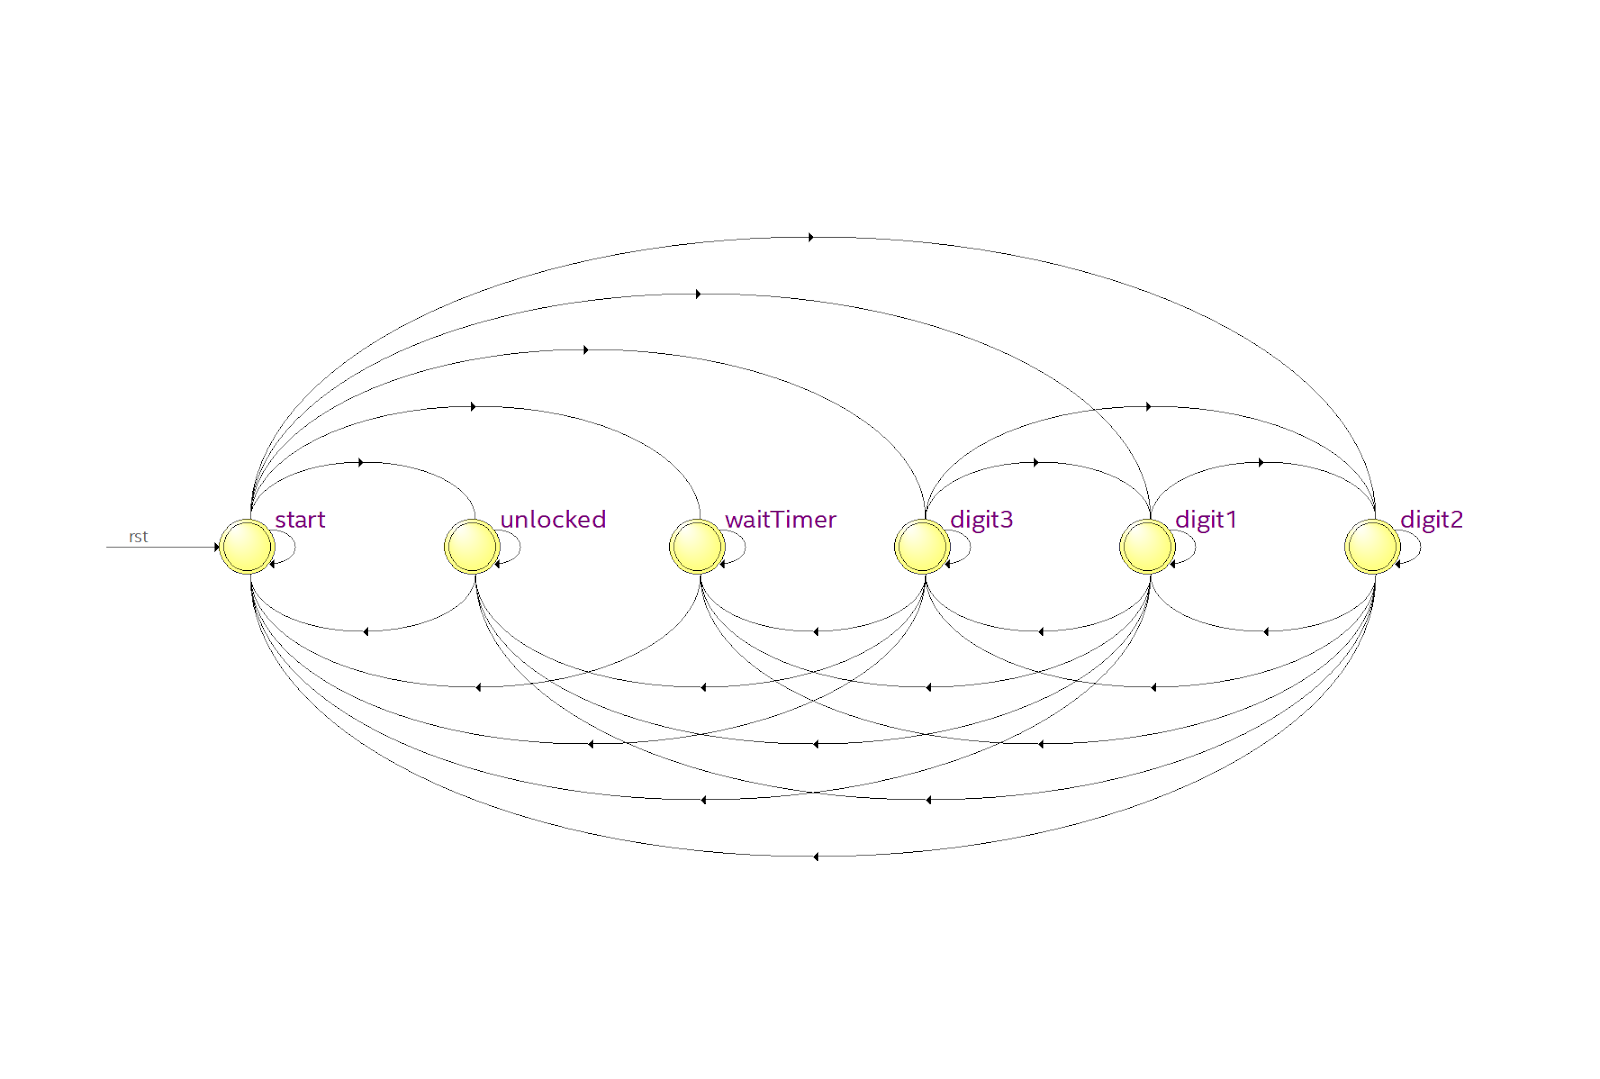 start
unlocked
waitTimer
digit3
digit1
digit2
rst